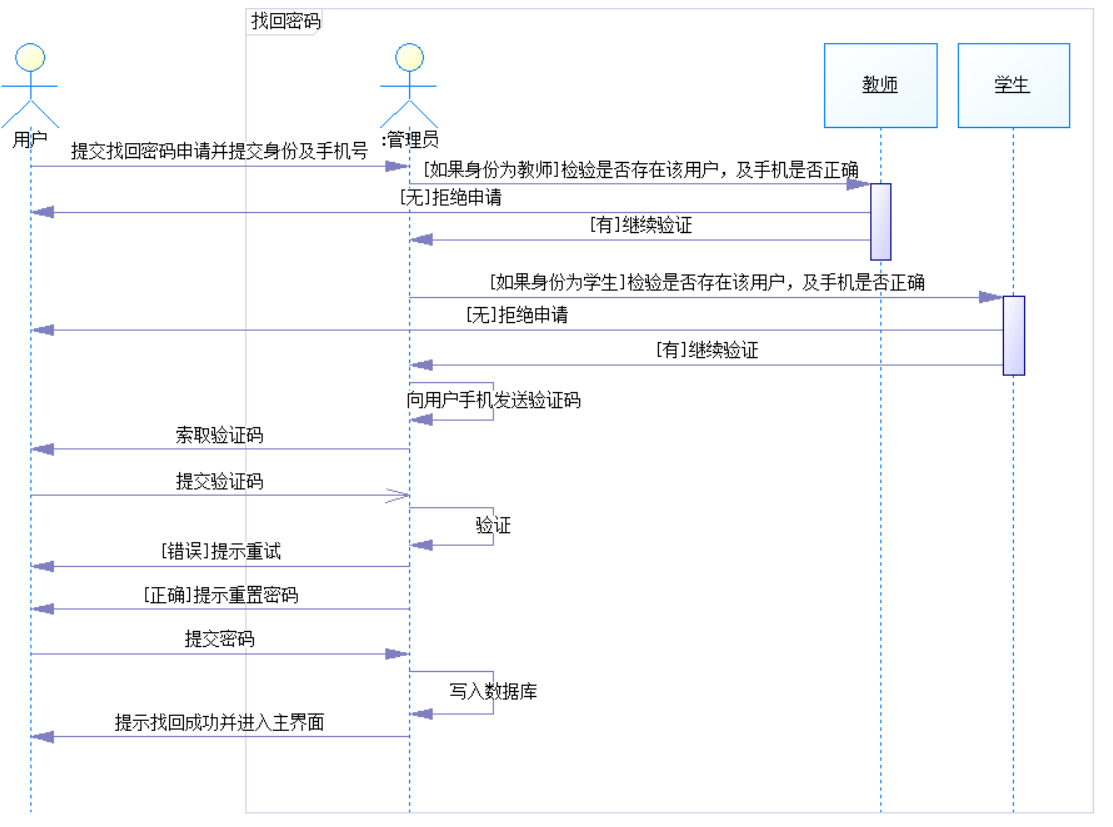 找回密码
用户
:管理员
教师
学生
提交找回密码申请并提交身份及手机号
[如果身份为教师]检验是否存在该用户，及手机是否正确
[无]拒绝申请
[有]继续验证
[如果身份为学生]检验是否存在该用户，及手机是否正确
[无]拒绝申请
[有]继续验证
向用户手机发送验证码
索取验证码
提交验证码
验证
[错误]提示重试
[正确]提示重置密码
提交密码
写入数据库
提示找回成功并进入主界面